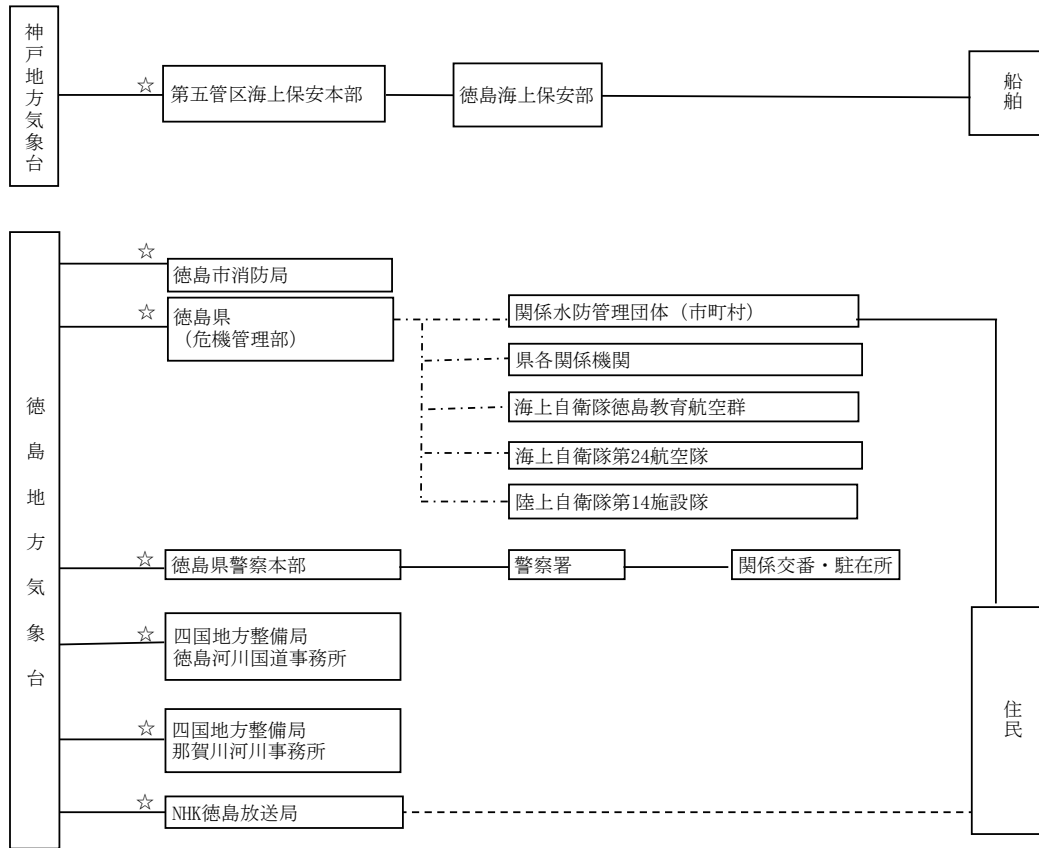 神戸地方気象台
☆
第五管区海上保安本部
徳島海上保安部
船舶
徳島地方気象台
☆
徳島市消防局
☆
徳島県
（危機管理部）
関係水防管理団体（市町村）
県各関係機関
海上自衛隊徳島教育航空群
海上自衛隊第24航空隊
陸上自衛隊第14施設隊
☆
徳島県警察本部
警察署
関係交番・駐在所
☆
四国地方整備局
徳島河川国道事務所
☆
四国地方整備局
那賀川河川事務所
☆
NHK徳島放送局
住民